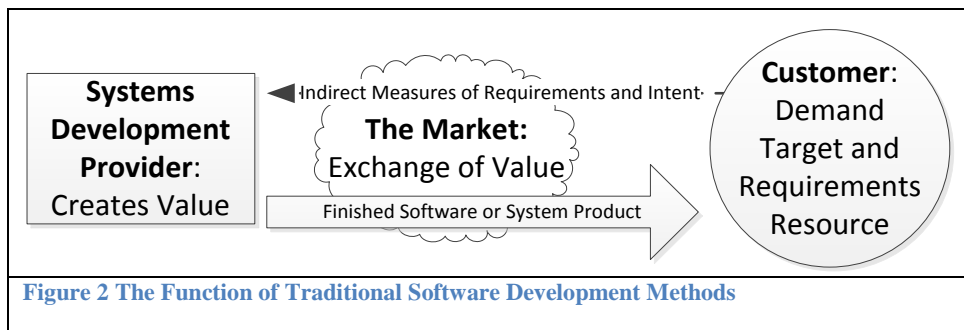 Systems
Development
Provider:
Creates Value
Indirect Measures of Requirements and Intent
The Market:
Exchange of Value
Finished Software or System Product
Customer:
Demand
Target and
Requirements
Resource
Figure 2 The Function of Traditional Software Development Methods